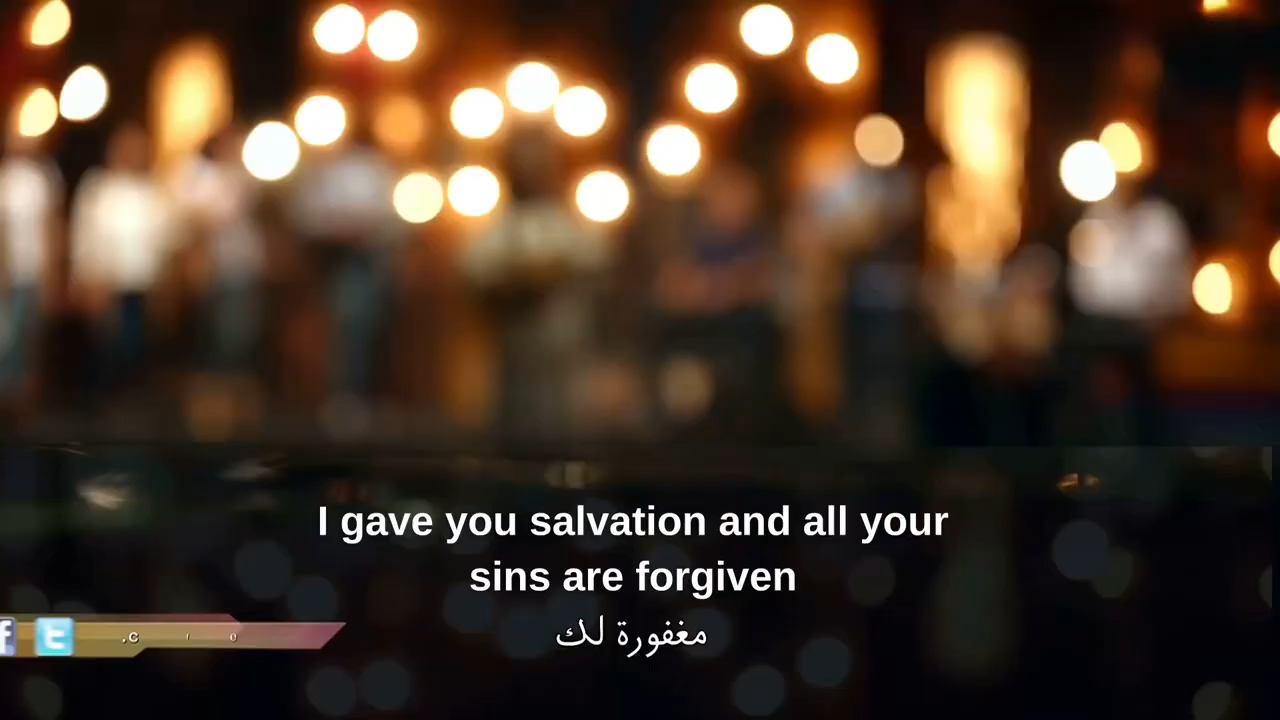 I gave you salvation and all your
sins are forgiven
مغفورة لك